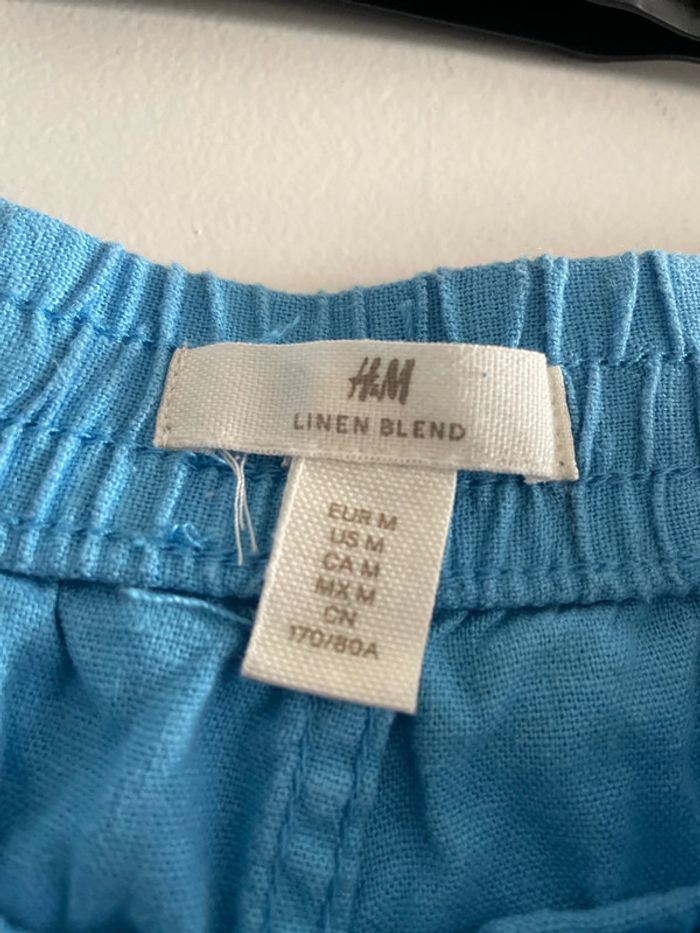 H&M
LINEN BLEND
EUR M
US M
CA M
MX M
CN
170/80A